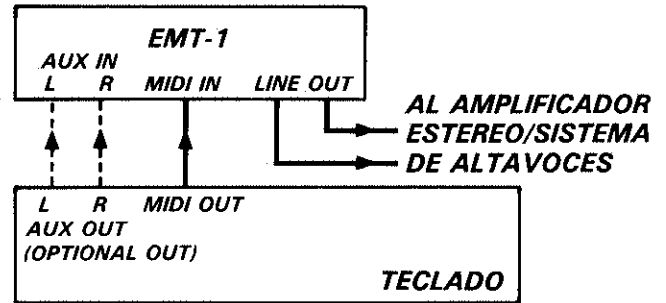 EMT-1
AUX IN
L R MIDI IN LINE OUT
AL AMPLIFICADOR
ESTEREO/SISTEMA
DE ALTAVOCES
L R MIDI OUT
AUX OUT
(OPTIONAL OUT)
TECLADO